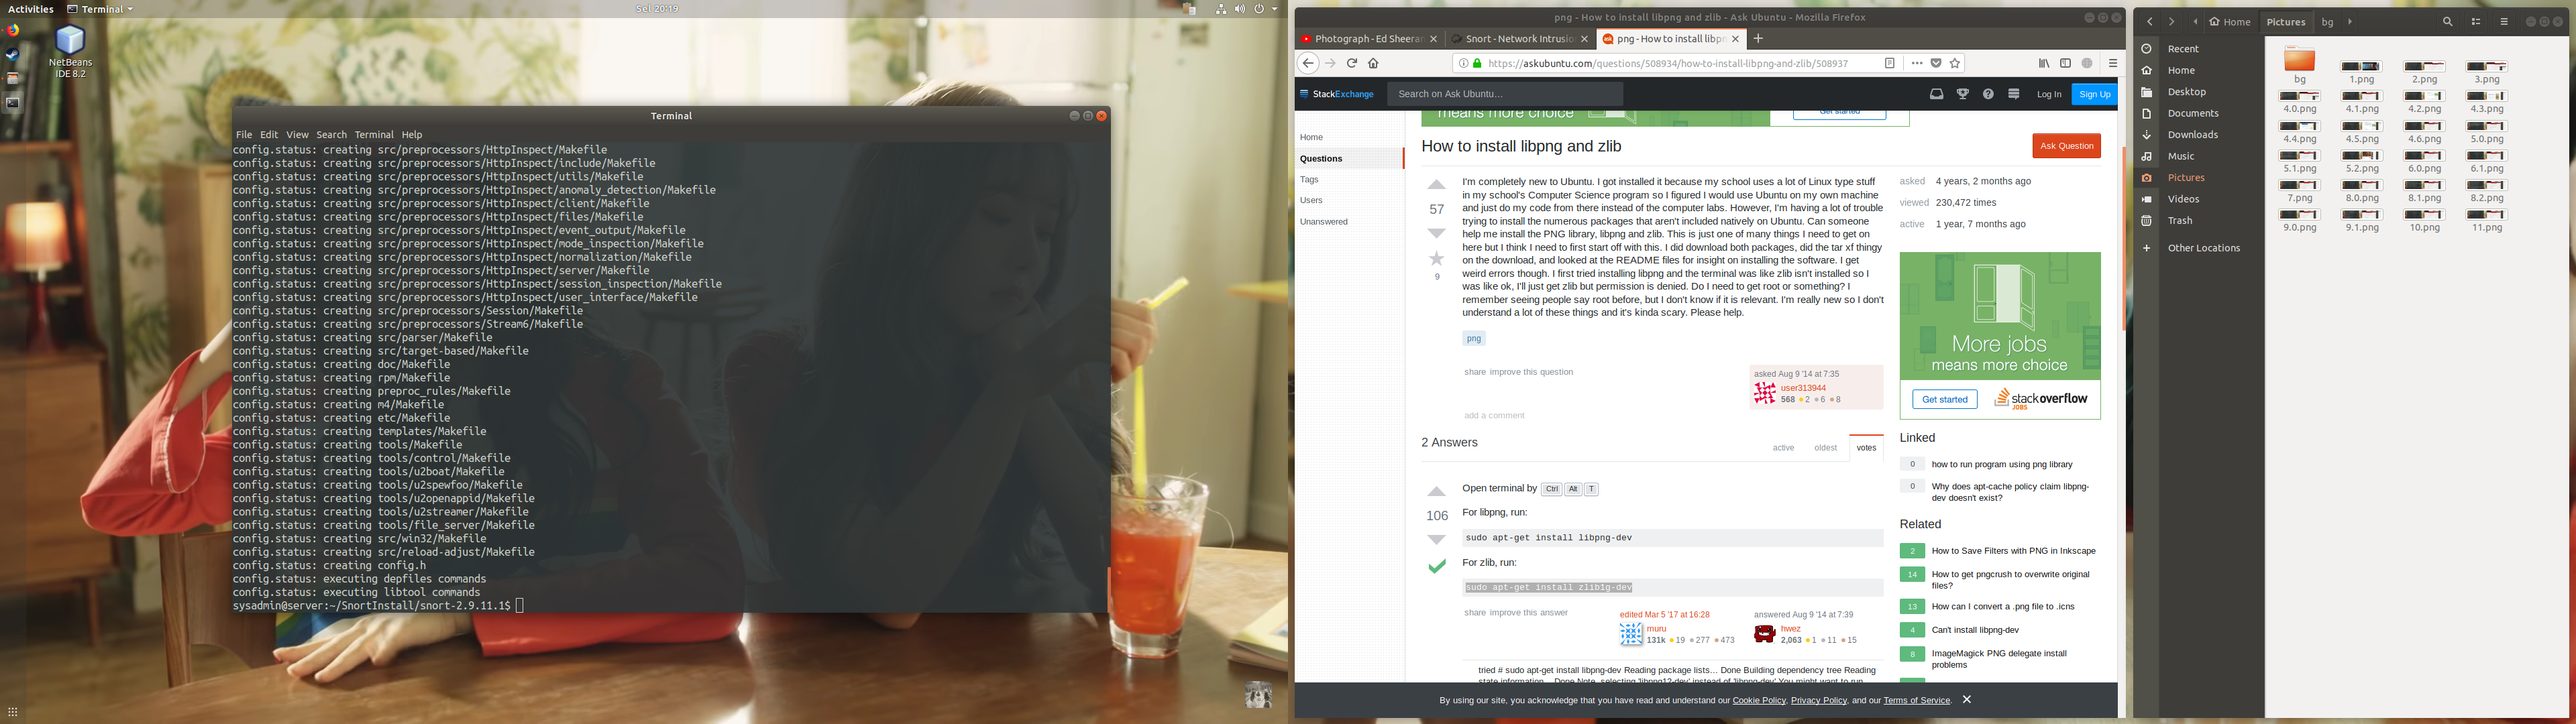 Activities
Terminal
Sel 20:19
NetBeans
IDE 8.2
Terminal
File Edit View Search Terminal Help
config.status: creating src/preprocessors/HttpInspect/Makefile
config.status: creating src/preprocessors/HttpInspect/include/Makefile
config.status: creating src/preprocessors/HttpInspect/utils/Makefile
config.status: creating src/preprocessors/HttpInspect/anomaly_detection/Makefile
config.status: creating src/preprocessors/HttpInspect/client/Makefile
config.status: creating src/preprocessors/HttpInspect/files/Makefile
config.status: creating src/preprocessors/HttpInspect/event_output/Makefile
config.status: creating src/preprocessors/HttpInspect/mode_inspection/Makefile
config.status: creating src/preprocessors/HttpInspect/normalization/Makefile
config.status: creating src/preprocessors/HttpInspect/server/Makefile
config.status: creating src/preprocessors/HttpInspect/session_inspection/Makefile
config.status: creating src/preprocessors/HttpInspect/user_interface/Makefile
config.status: creating src/preprocessors/Session/Makefile
config.status: creating src/preprocessors/Stream6/Makefile
config.status: creating src/parser/Makefile
config.status: creating src/target-based/Makefile
config.status: creating doc/Makefile
config.status: creating rpm/Makefile
config.status: creating preproc_rules/Makefile
config.status: creating m4/Makefile
config.status: creating etc/Makefile
config.status: creating templates/Makefile
config.status: creating tools/Makefile
config.status: creating tools/control/Makefile
config.status: creating tools/u2boat/Makefile
config.status: creating tools/u2spewfoo/Makefile
config.status: creating tools/u2openappid/Makefile
config.status: creating tools/u2streamer/Makefile
config.status: creating tools/file_server/Makefile
config.status: creating src/win32/Makefile
config.status: creating src/reload-adjust/Makefile
config.status: creating config.h
config.status: executing depfiles commands
config.status: executing libtool commands
sysadmin@server:~/SnortInstall/snort-2.9.11.1$
png - How to install libpng and zlib - Ask Ubuntu - Mozilla Firefox
Photograph - Ed Sheeran
Snort - Network Intrusion
png - How to install libpn
https://askubuntu.com/questions/508934/how-to-install-libpng-and-zlib/508937
StackExchange
Search on Ask Ubuntu…
Log In
Sign Up
means more choice
Get started
Home
Questions
Tags
Users
Unanswered
How to install libpng and zlib
Ask Question
57
9
I'm completely new to Ubuntu. I got installed it because my school uses a lot of Linux type stuff
in my school's Computer Science program so I figured I would use Ubuntu on my own machine
and just do my code from there instead of the computer labs. However, I'm having a lot of trouble
trying to install the numerous packages that aren't included natively on Ubuntu. Can someone
help me install the PNG library, libpng and zlib. This is just one of many things I need to get on
here but I think I need to first start off with this. I did download both packages, did the tar xf thingy
on the download, and looked at the README files for insight on installing the software. I get
weird errors though. I first tried installing libpng and the terminal was like zlib isn't installed so I
was like ok, I'll just get zlib but permission is denied. Do I need to get root or something? I
remember seeing people say root before, but I don't know if it is relevant. I'm really new so I don't
understand a lot of these things and it's kinda scary. Please help.
png
share improve this question
asked Aug 9 '14 at 7:35
user313944
568 2 6 8
add a comment
2 Answers
active oldest votes
106
Open terminal by Ctrl Alt T
For libpng, run:
sudo apt-get install libpng-dev
For zlib, run:
sudo apt-get install zlib1g-dev
share improve this answer
edited Mar 5 '17 at 16:28
muru
131k 19 277 473
answered Aug 9 '14 at 7:39
hwez
2,063 1 11 15
tried # sudo apt-get install libpng-dev Reading package lists... Done Building dependency tree Reading
state information... Done Note, selecting 'libpng12-dev' instead of 'libpng-dev' You might want to run
asked 4 years, 2 months ago
viewed 230,472 times
active 1 year, 7 months ago
More jobs
means more choice
Get started
stackoverflow
JOBS
Linked
0 how to run program using png library
0 Why does apt-cache policy claim libpng-
dev doesn't exist?
Related
2 How to Save Filters with PNG in Inkscape
14 How to get pngcrush to overwrite original
files?
13 How can I convert a .png file to .icns
4 Can't install libpng-dev
8 ImageMagick PNG delegate install
problems
By using our site, you acknowledge that you have read and understand our Cookie Policy, Privacy Policy, and our Terms of Service.
Home Pictures bg
Recent
Home
Desktop
Documents
Downloads
Music
Pictures
Videos
Trash
Other Locations
bg 1.png 2.png 3.png
4.0.png 4.1.png 4.2.png 4.3.png
4.4.png 4.5.png 4.6.png 5.0.png
5.1.png 5.2.png 6.0.png 6.1.png
7.png 8.0.png 8.1.png 8.2.png
9.0.png 9.1.png 10.png 11.png